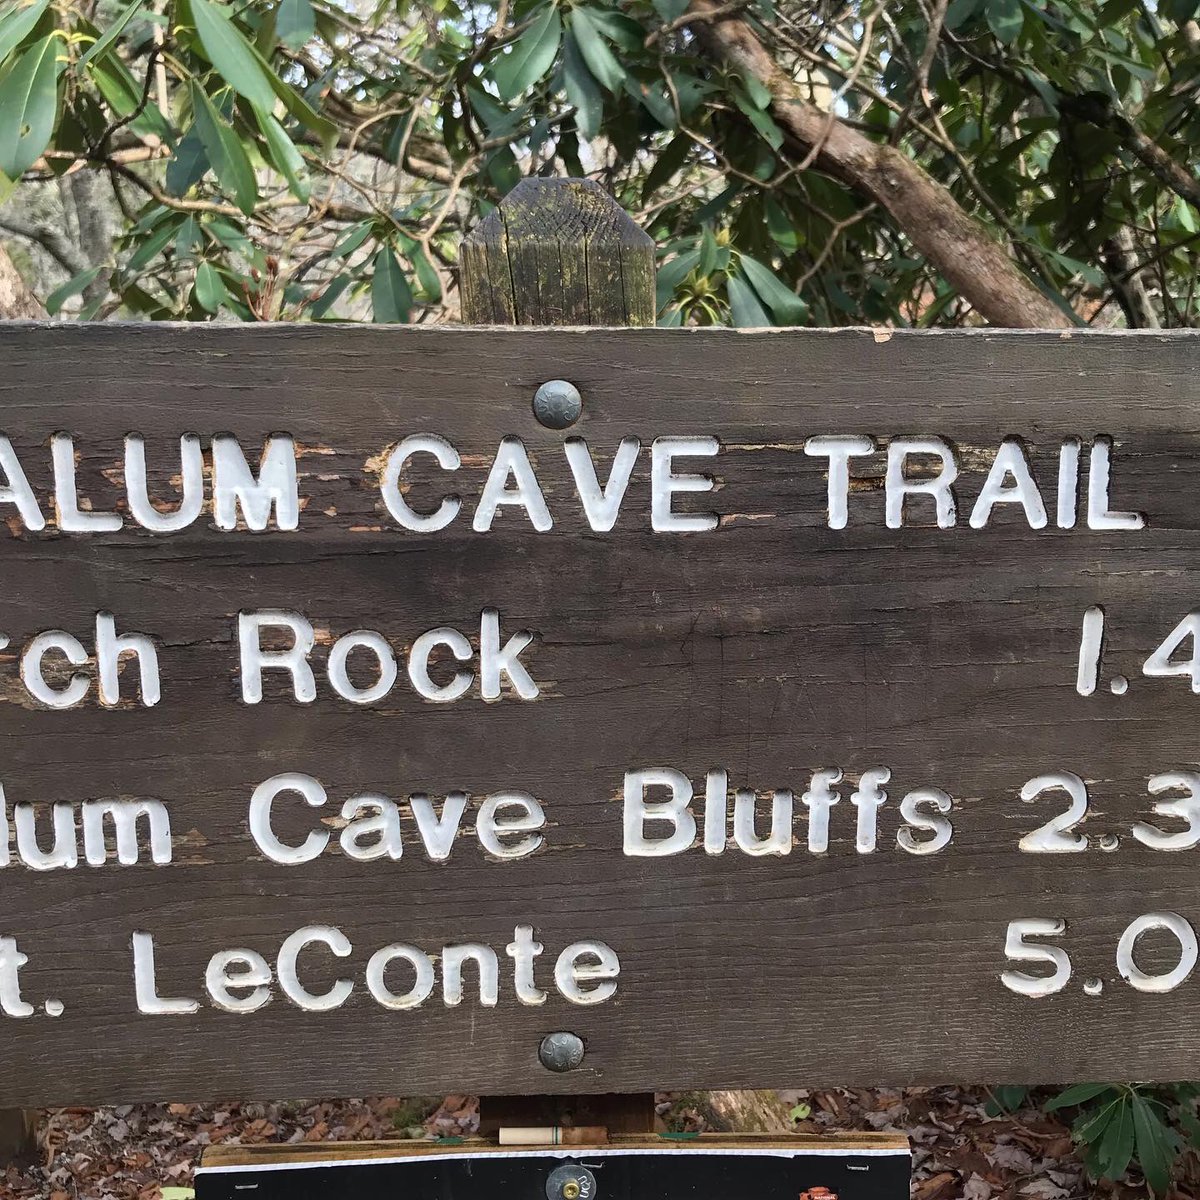 ALUM CAVE TRAIL
rch Rock 1.4
lum Cave Bluffs 2.3
t. LeConte 5.0